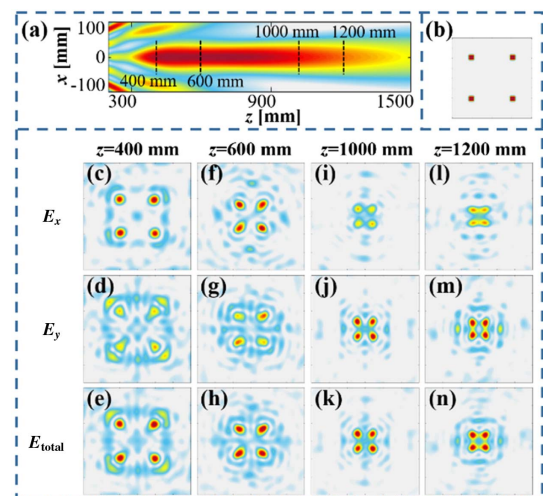 (a)
(b)
100
0
-100
x [mm]
1000 mm
1200 mm
400 mm
600 mm
300
900
1500
z [mm]
z=400 mm z=600 mm z=1000 mm z=1200 mm
(c) (f) (i) (l)
Ex
(d) (g) (j) (m)
Ey
(e) (h) (k) (n)
Etotal